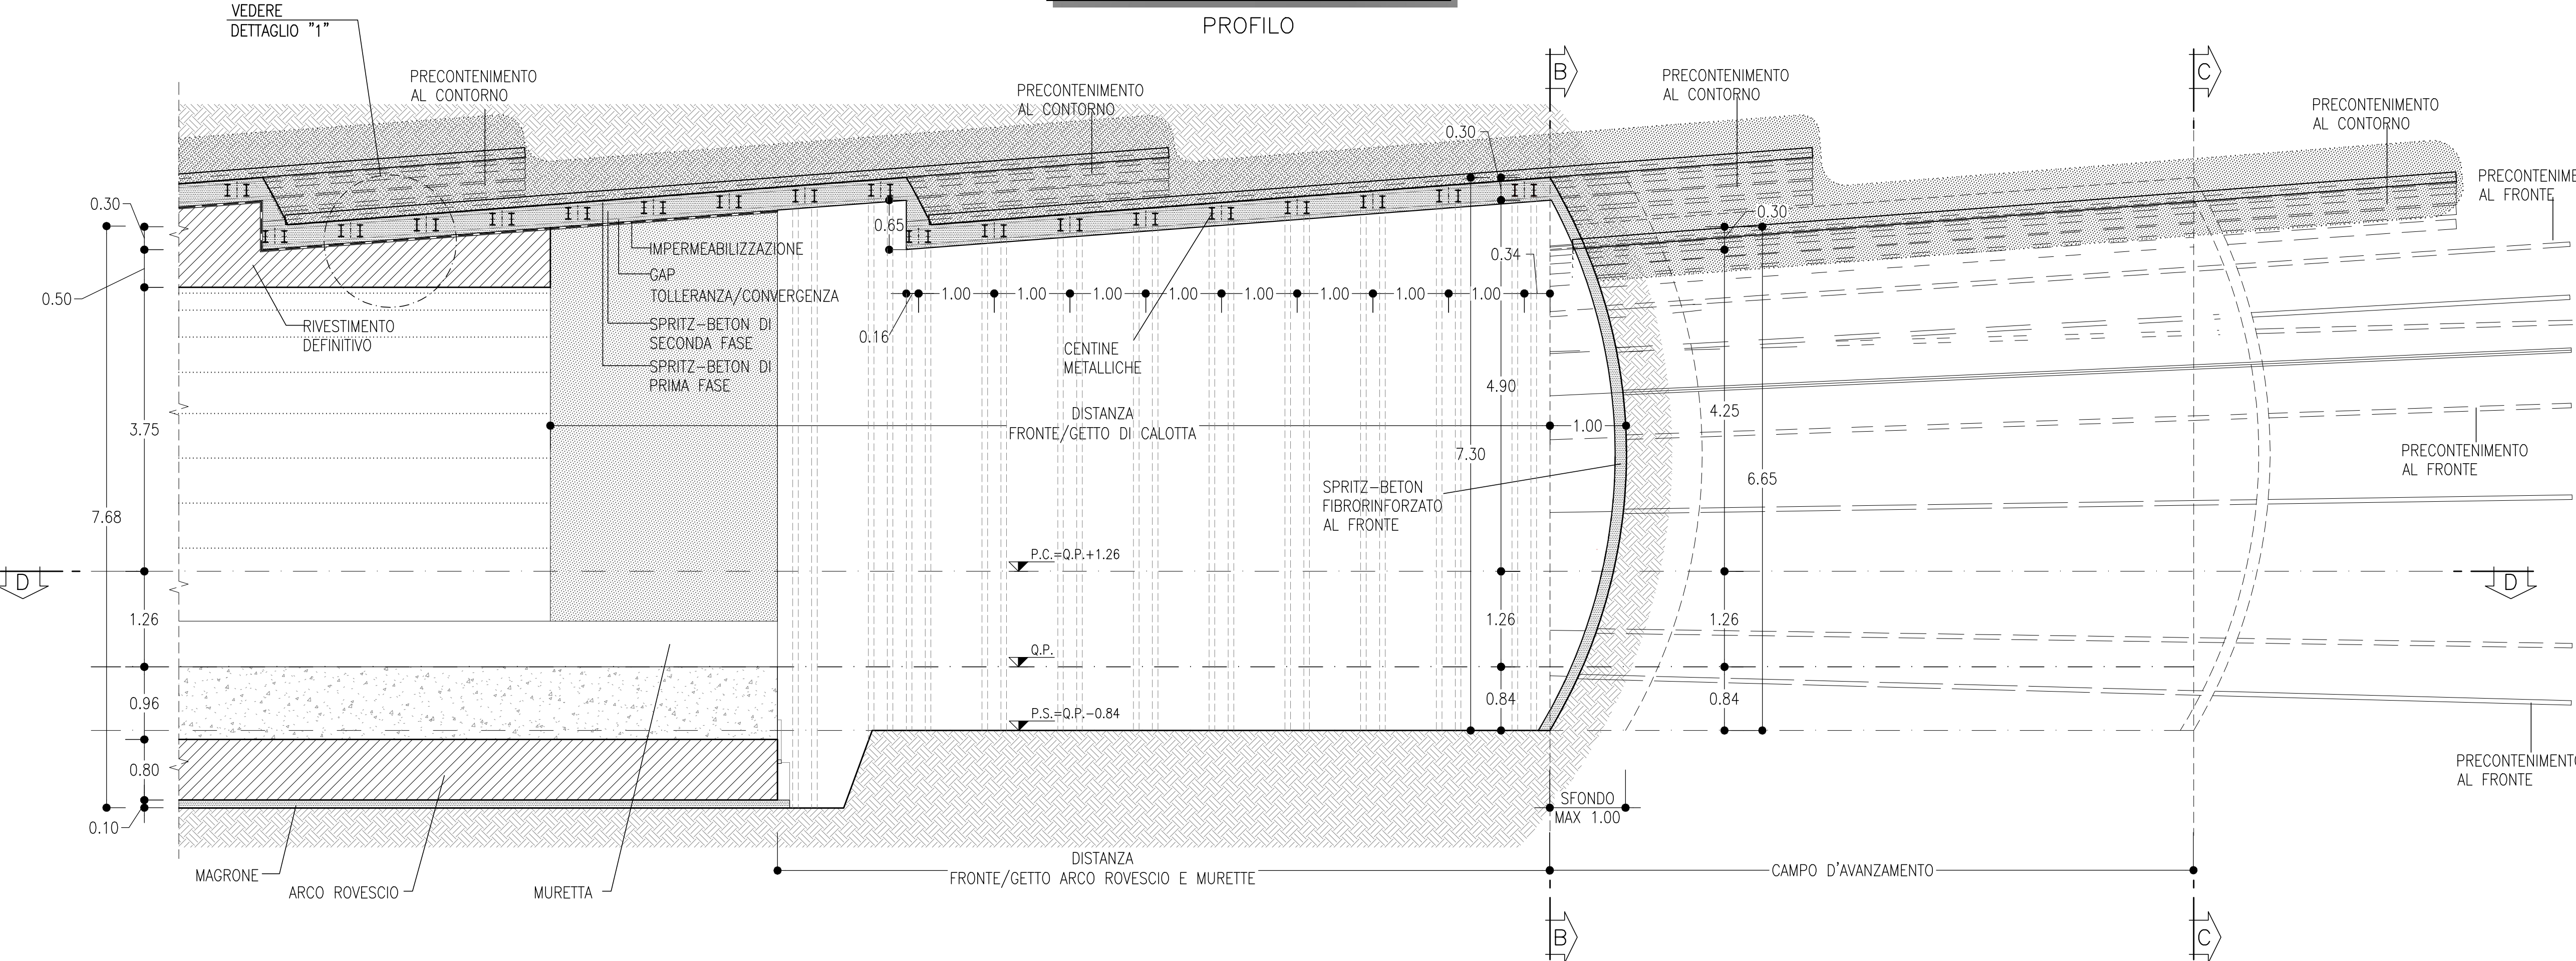 VEDERE
DETTAGLIO "1"
PROFILO
PRECONTENIMENTO
AL CONTORNO
PRECONTENIMENTO
AL CONTORNO
B
PRECONTENIMENTO
AL CONTORNO
C
PRECONTENIMENTO
AL CONTORNO
0.30
PRECONTENIME
AL FRONTE
0.30
0.65
0.30
0.34
IMPERMEABILIZZAZIONE
GAP
TOLLERANZA/CONVERGENZA
0.50
1.00 1.00 1.00 1.00 1.00 1.00 1.00 1.00
0.16
RIVESTIMENTO
DEFINITIVO
SPRITZ-BETON DI
SECONDA FASE
SPRITZ-BETON DI
PRIMA FASE
CENTINE
METALLICHE
4.90
4.25
3.75
DISTANZA
FRONTE/GETTO DI CALOTTA
1.00
7.30
PRECONTENIMENTO
AL FRONTE
6.65
SPRITZ-BETON
FIBRORINFORZATO
AL FRONTE
7.68
P.C.=Q.P.+1.26
D
D
1.26
1.26
1.26
Q.P.
0.96
0.84
0.84
P.S.=Q.P.-0.84
0.80
PRECONTENIMENTO
AL FRONTE
SFONDO
MAX 1.00
0.10
MAGRONE
ARCO ROVESCIO
MURETTA
DISTANZA
FRONTE/GETTO ARCO ROVESCIO E MURETTE
CAMPO D'AVANZAMENTO
B
C